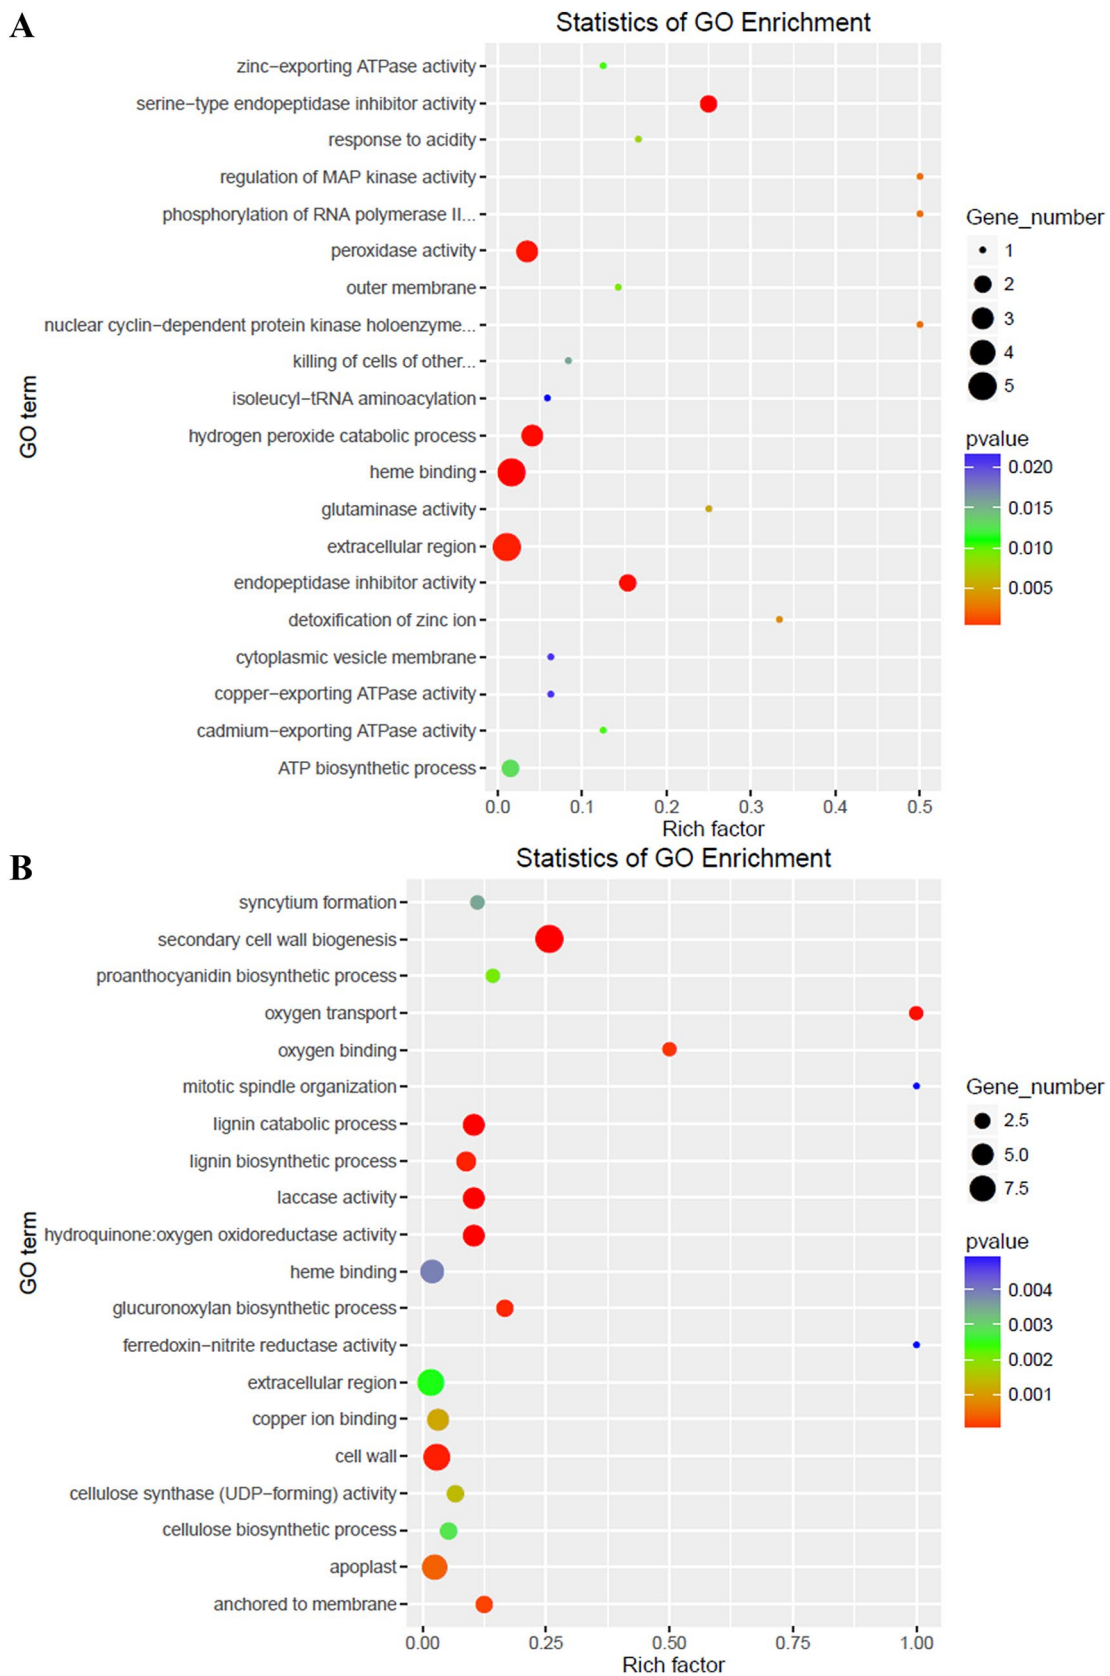 A
Statistics of GO Enrichment
zinc−exporting ATPase activity
serine−type endopeptidase inhibitor activity
response to acidity
regulation of MAP kinase activity
phosphorylation of RNA polymerase II...
peroxidase activity
outer membrane
nuclear cyclin−dependent protein kinase holoenzyme...
killing of cells of other...
isoleucyl−tRNA aminoacylation
hydrogen peroxide catabolic process
heme binding
glutaminase activity
extracellular region
endopeptidase inhibitor activity
detoxification of zinc ion
cytoplasmic vesicle membrane
copper−exporting ATPase activity
cadmium−exporting ATPase activity
ATP biosynthetic process
GO term
0.0 0.1 0.2 0.3 0.4 0.5
Rich factor
Gene_number
1
2
3
4
5
pvalue
0.020
0.015
0.010
0.005
B
Statistics of GO Enrichment
syncytium formation
secondary cell wall biogenesis
proanthocyanidin biosynthetic process
oxygen transport
oxygen binding
mitotic spindle organization
lignin catabolic process
lignin biosynthetic process
laccase activity
hydroquinone:oxygen oxidoreductase activity
heme binding
glucuronoxylan biosynthetic process
ferredoxin−nitrite reductase activity
extracellular region
copper ion binding
cell wall
cellulose synthase (UDP−forming) activity
cellulose biosynthetic process
apoplast
anchored to membrane
GO term
0.00 0.25 0.50 0.75 1.00
Rich factor
Gene_number
2.5
5.0
7.5
pvalue
0.004
0.003
0.002
0.001